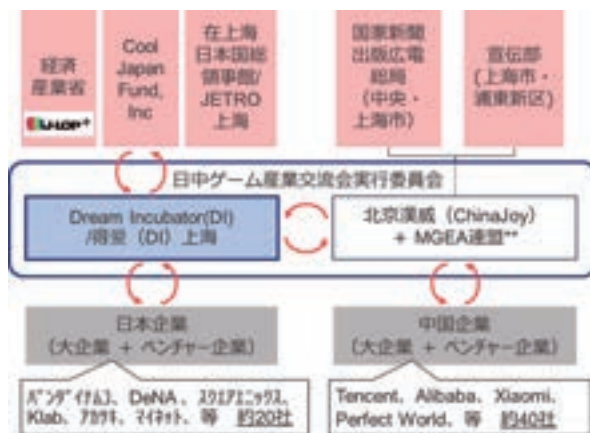 経済
産業省
J-LOP+
Cool
Japan
Fund,
Inc
在上海
日本国総
領事館/
JETRO
上海
国家新聞
出版広電
総局
(中央・
上海市)
宣伝部
(上海市・
浦東新区)
日中ゲーム産業交流会実行委員会
Dream Incubator(DI)
(DI) 上海
北京漢威 (ChinaJoy)
+ MGEA連盟**
日本企業
(大企業 + ベンチャー企業)
中国企業
(大企業 + ベンチャー企業)
バンダイナムコ、DeNA、スクエアエニックス、
Klab、アカツキ、マイネット、等 約20社
Tencent、Alibaba、Xiaomi、
Perfect World、等 約40社